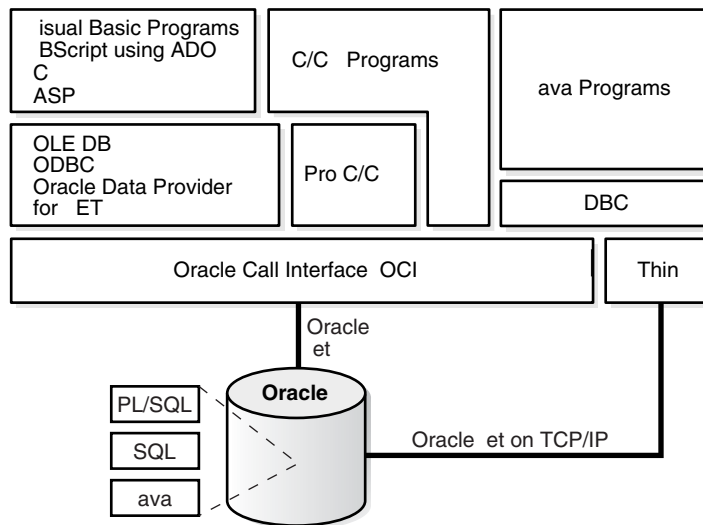 isual Basic Programs
BScript using ADO
C
ASP
C/C Programs
ava Programs
OLE DB
ODBC
Oracle Data Provider
for ET
Pro C/C
DBC
Oracle Call Interface OCI
Thin
Oracle
et
Oracle
PL/SQL
SQL
ava
Oracle et on TCP/IP